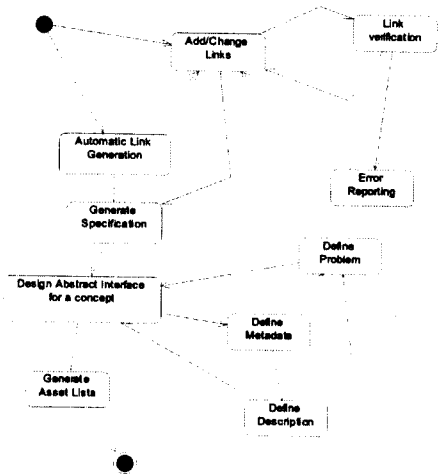 Add/Change
Links
Link
verification
Automatic Link
Generation
Error
Reporting
Generate
Specification
Define
Problem
Design Abstract Interface
for a concept
Define
Metadata
Generate
Asset Lists
Define
Description